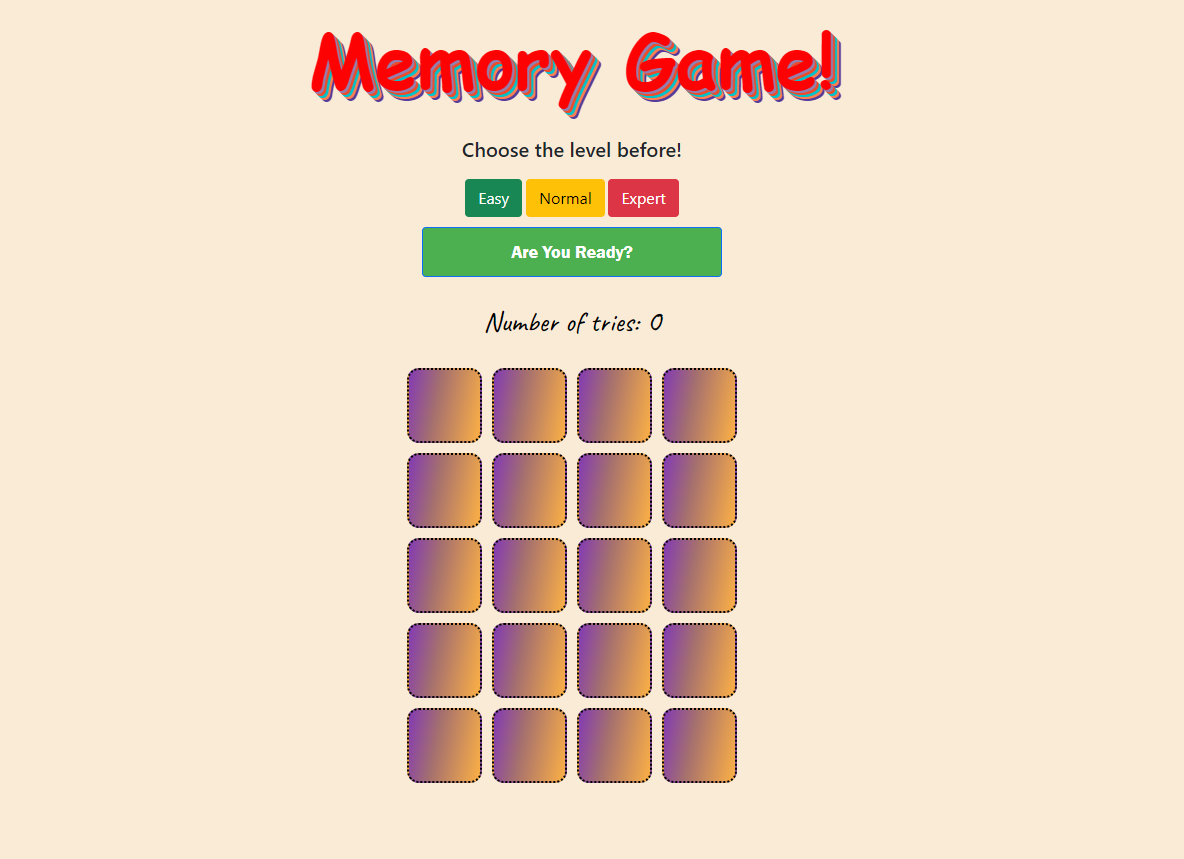 Memory Game!
Choose the level before!
Easy Normal Expert
Are You Ready?
Number of tries: 0